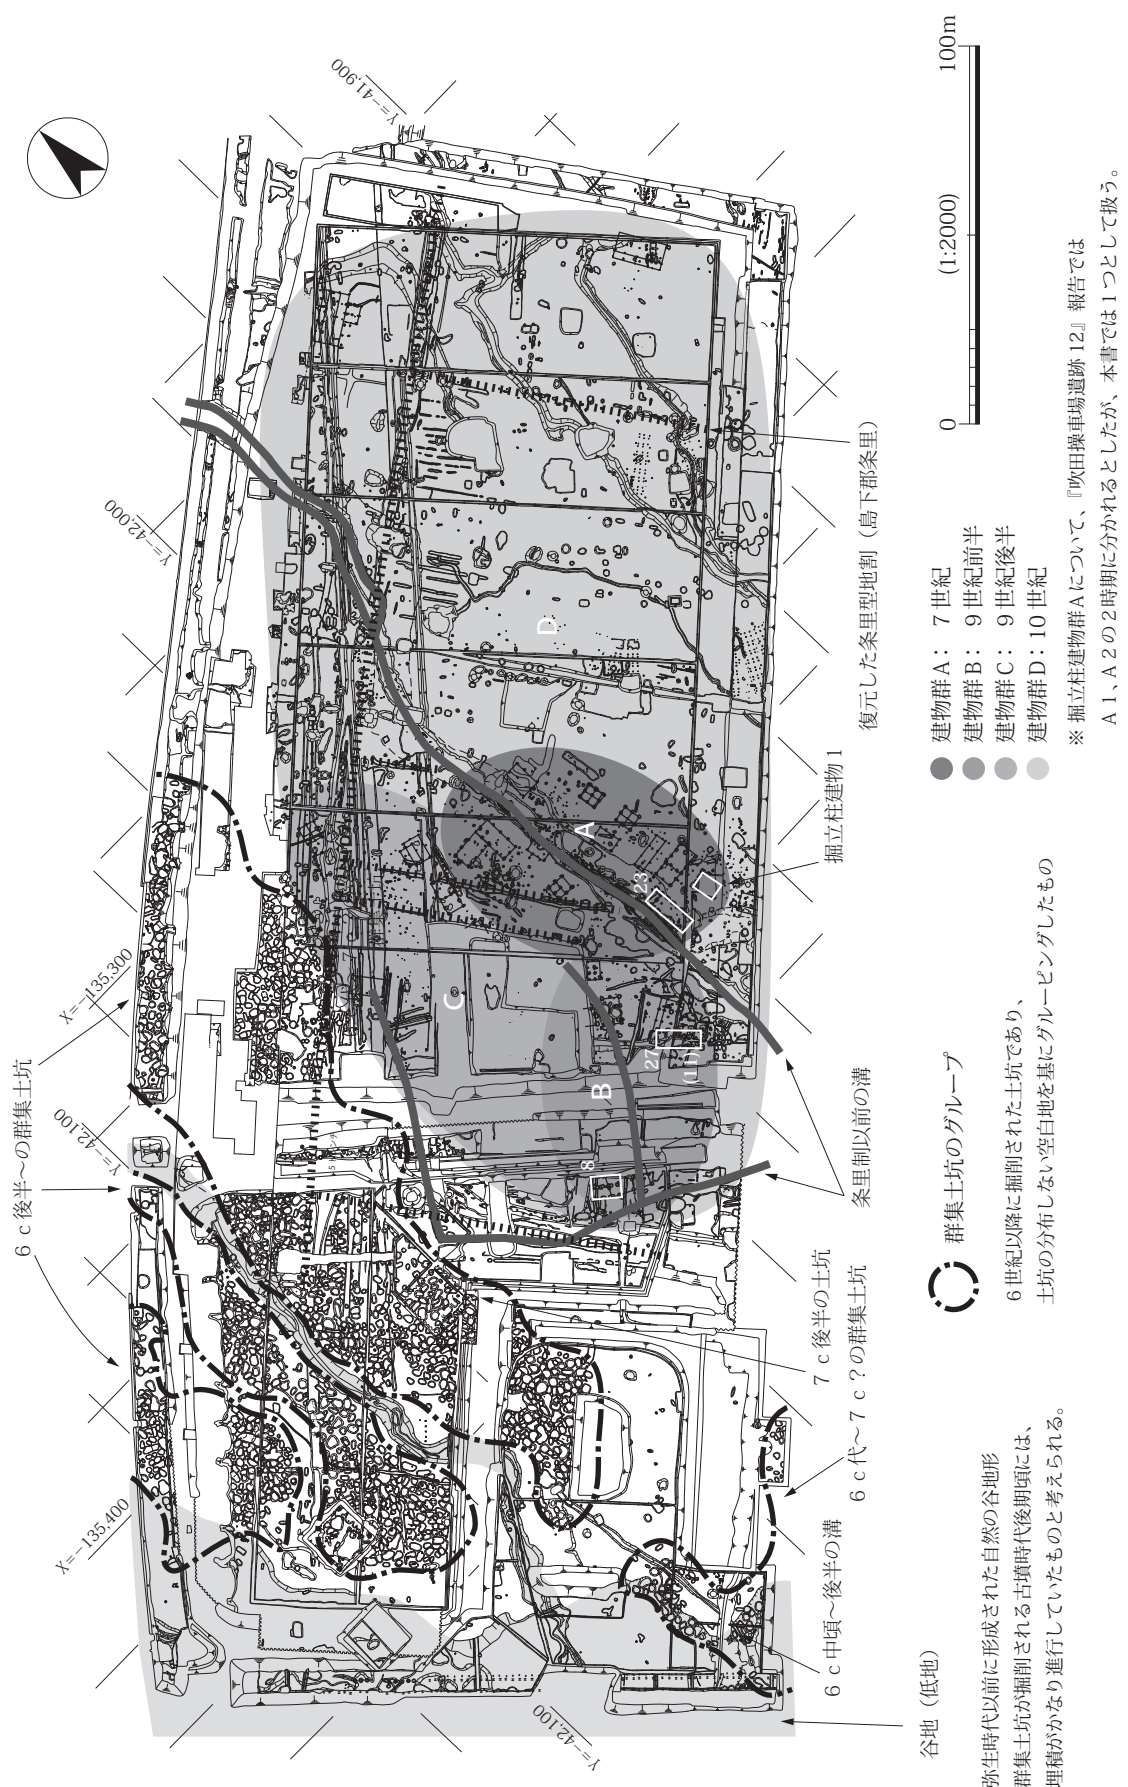 Y=−41,900
Y=−42,000
X=−135,300
6ｃ後半～の群集土坑
Y=−42,100
X=−135,400
A
B
C
D
23
27
(11)
8
掘立柱建物1
復元した条里型地割（島下郡条里）
条里制以前の溝
7ｃ後半の土坑
6ｃ代～7ｃ？の群集土坑
6ｃ中頃～後半の溝
Y=−42,100
谷地（低地）
弥生時代以前に形成された自然の谷地形
群集土坑が掘削される古墳時代後期頃には、
埋積がかなり進行していたものと考えられる。
群集土坑のグループ
6世紀以降に掘削された土坑であり、
土坑の分布しない空白地を基にグルーピングしたもの
建物群A：7世紀
建物群B：9世紀前半
建物群C：9世紀後半
建物群D：10世紀
※ 掘立柱建物群Aについて、『吹田操車場遺跡12』報告では
A1、A2の2時期に分かれるとしたが、本書では1つとして扱う。
0
(1:2000)
100m